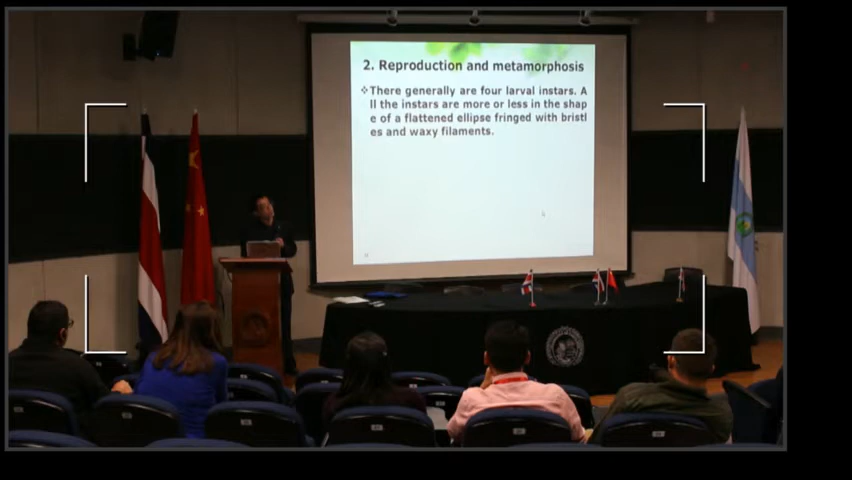 2. Reproduction and metamorphosis
❖There generally are four larval instars. A
ll the instars are more or less in the shap
e of a flattened ellipse fringed with bristl
es and waxy filaments.